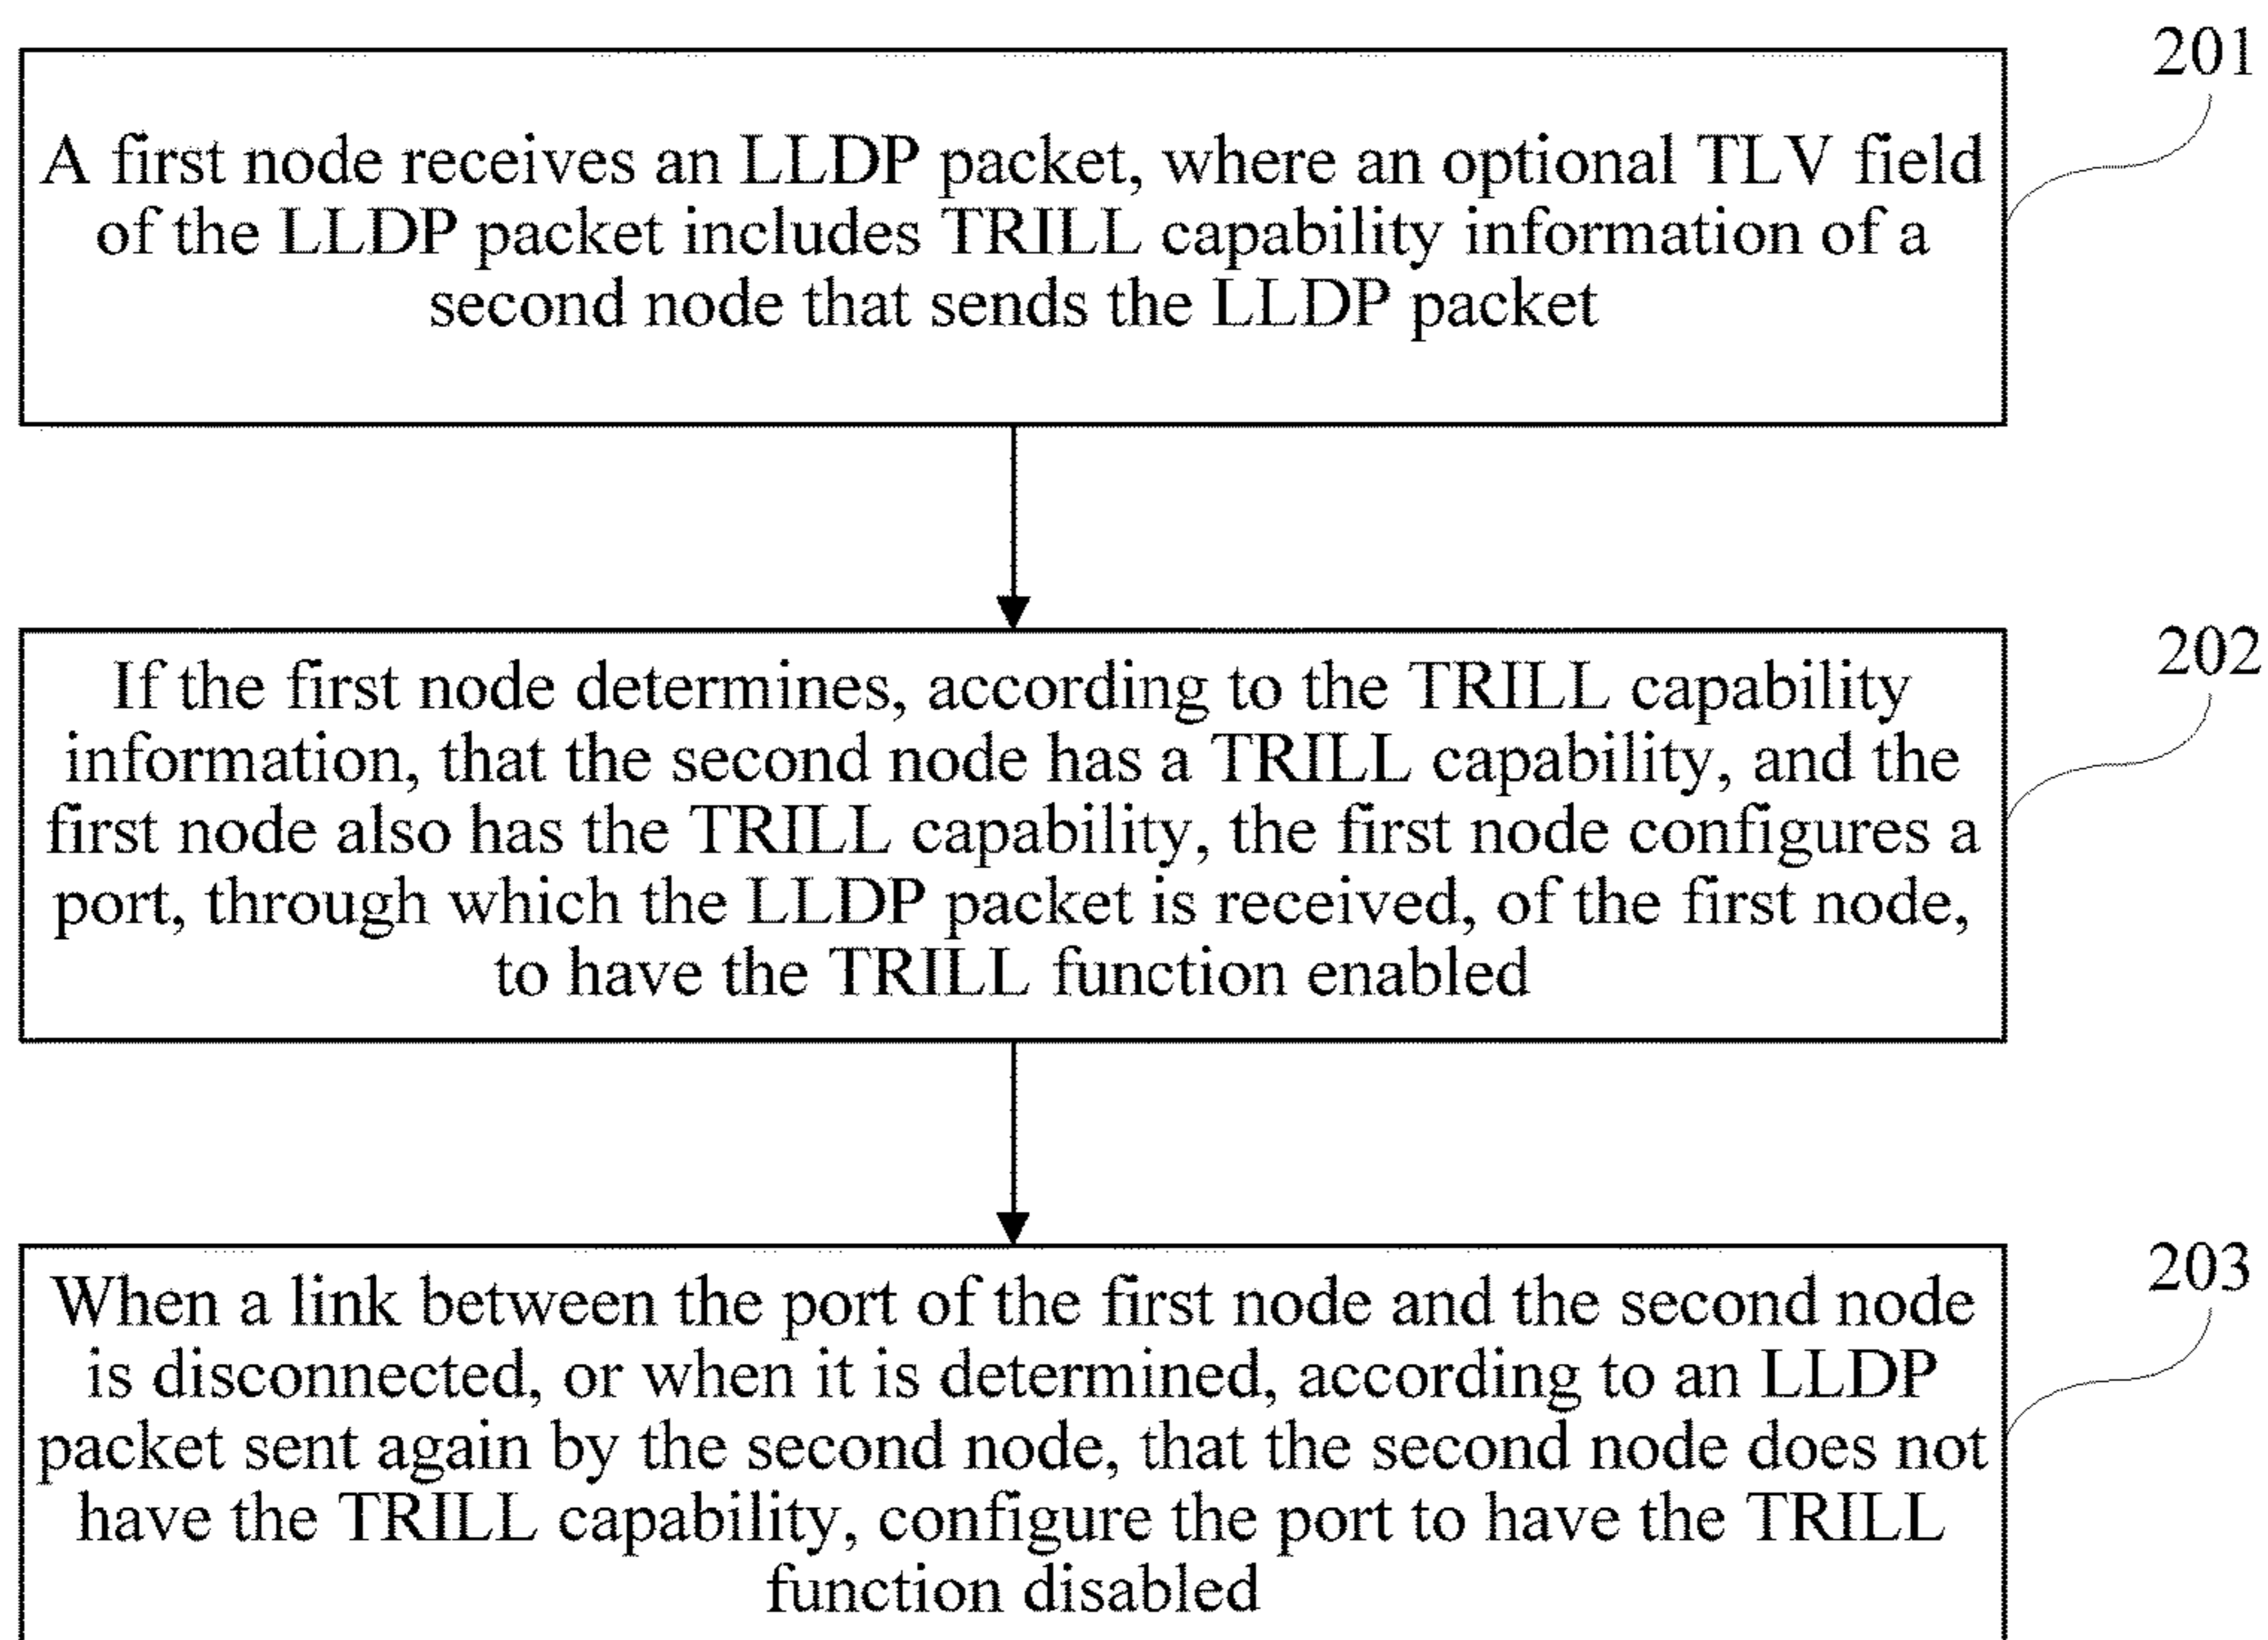 201
A first node receives an LLDP packet, where an optional TLV field
of the LLDP packet includes TRILL capability information of a
second node that sends the LLDP packet
202
If the first node determines, according to the TRILL capability
information, that the second node has a TRILL capability, and the
first node also has the TRILL capability, the first node configures a
port, through which the LLDP packet is received, of the first node,
to have the TRILL function enabled
203
When a link between the port of the first node and the second node
is disconnected, or when it is determined, according to an LLDP
packet sent again by the second node, that the second node does not
have the TRILL capability, configure the port to have the TRILL
function disabled